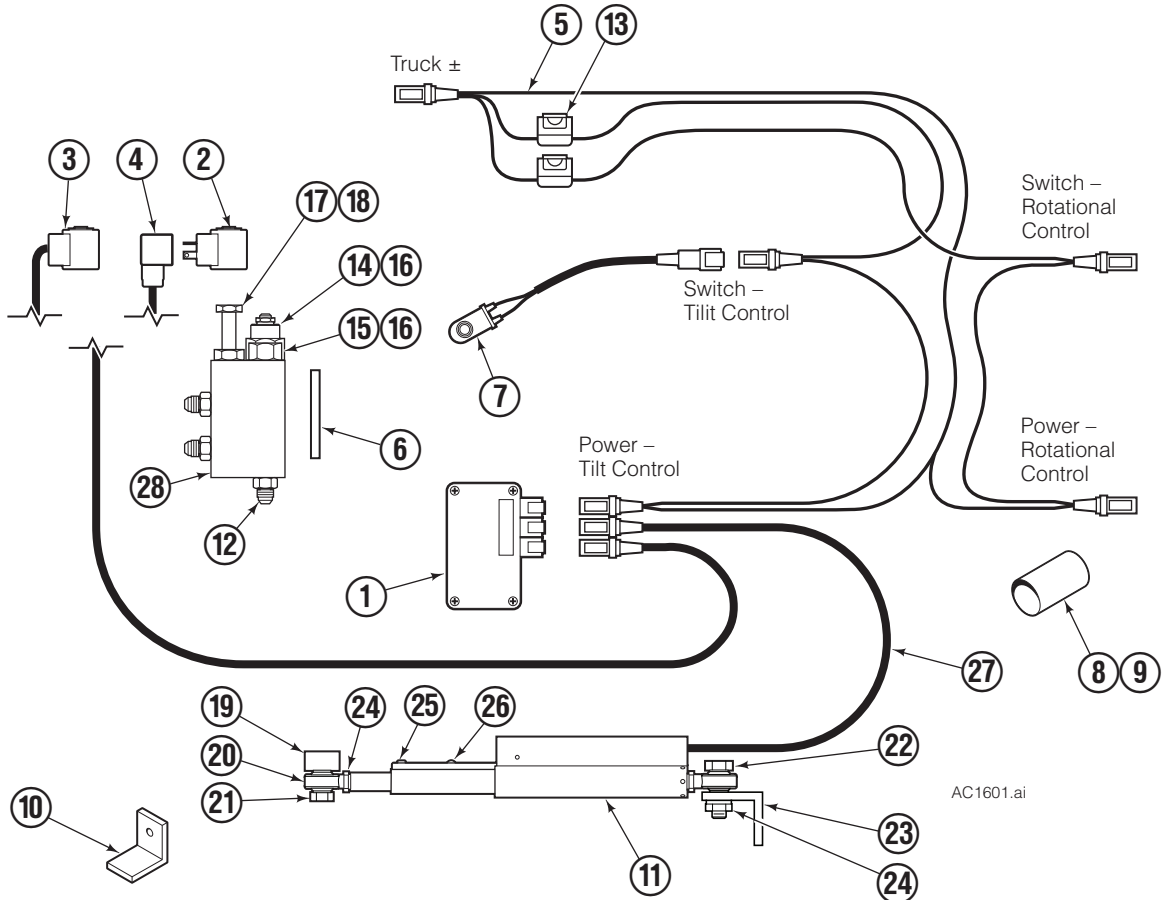 5
13
Truck ±
3
4
2
17
18
Switch –
Rotational
Control
14
16
Switch –
Tilit Control
15
16
7
6
Power –
Tilt Control
Power –
Rotational
Control
28
12
1
27
8
9
19
24
25
26
22
20
21
AC1601.ai
10
23
11
24